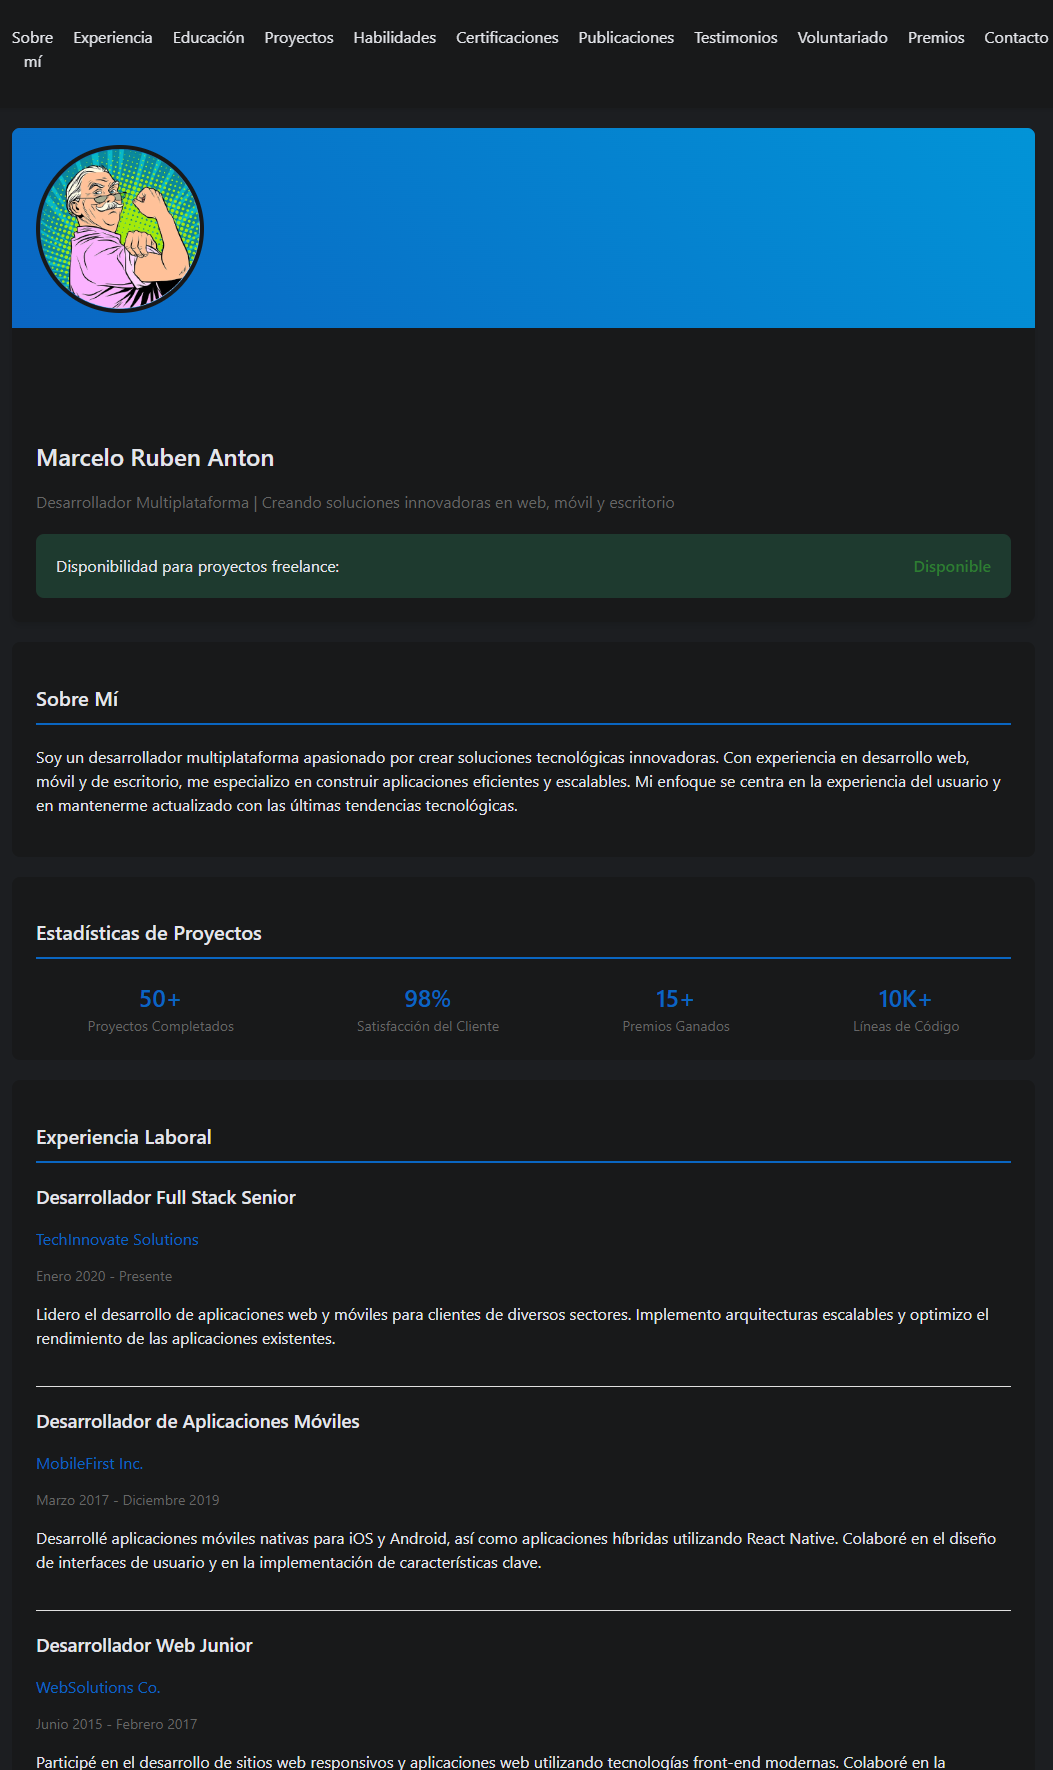 Sobre mí
Experiencia
Educación
Proyectos
Habilidades
Certificaciones
Publicaciones
Testimonios
Voluntariado
Premios
Contacto
Marcelo Ruben Anton
Desarrollador Multiplataforma | Creando soluciones innovadoras en web, móvil y escritorio
Disponibilidad para proyectos freelance:
Disponible
Sobre Mí
Soy un desarrollador multiplataforma apasionado por crear soluciones tecnológicas innovadoras. Con experiencia en desarrollo web,
móvil y de escritorio, me especializo en construir aplicaciones eficientes y escalables. Mi enfoque se centra en la experiencia del usuario y
en mantenerme actualizado con las últimas tendencias tecnológicas.
Estadísticas de Proyectos
50+
Proyectos Completados
98%
Satisfacción del Cliente
15+
Premios Ganados
10K+
Líneas de Código
Experiencia Laboral
Desarrollador Full Stack Senior
TechInnovate Solutions
Enero 2020 - Presente
Lidero el desarrollo de aplicaciones web y móviles para clientes de diversos sectores. Implemento arquitecturas escalables y optimizo el
rendimiento de las aplicaciones existentes.
Desarrollador de Aplicaciones Móviles
MobileFirst Inc.
Marzo 2017 - Diciembre 2019
Desarrollé aplicaciones móviles nativas para iOS y Android, así como aplicaciones híbridas utilizando React Native. Colaboré en el diseño
de interfaces de usuario y en la implementación de características clave.
Desarrollador Web Junior
WebSolutions Co.
Junio 2015 - Febrero 2017
Participé en el desarrollo de sitios web responsivos y aplicaciones web utilizando tecnologías front-end modernas. Colaboré en la